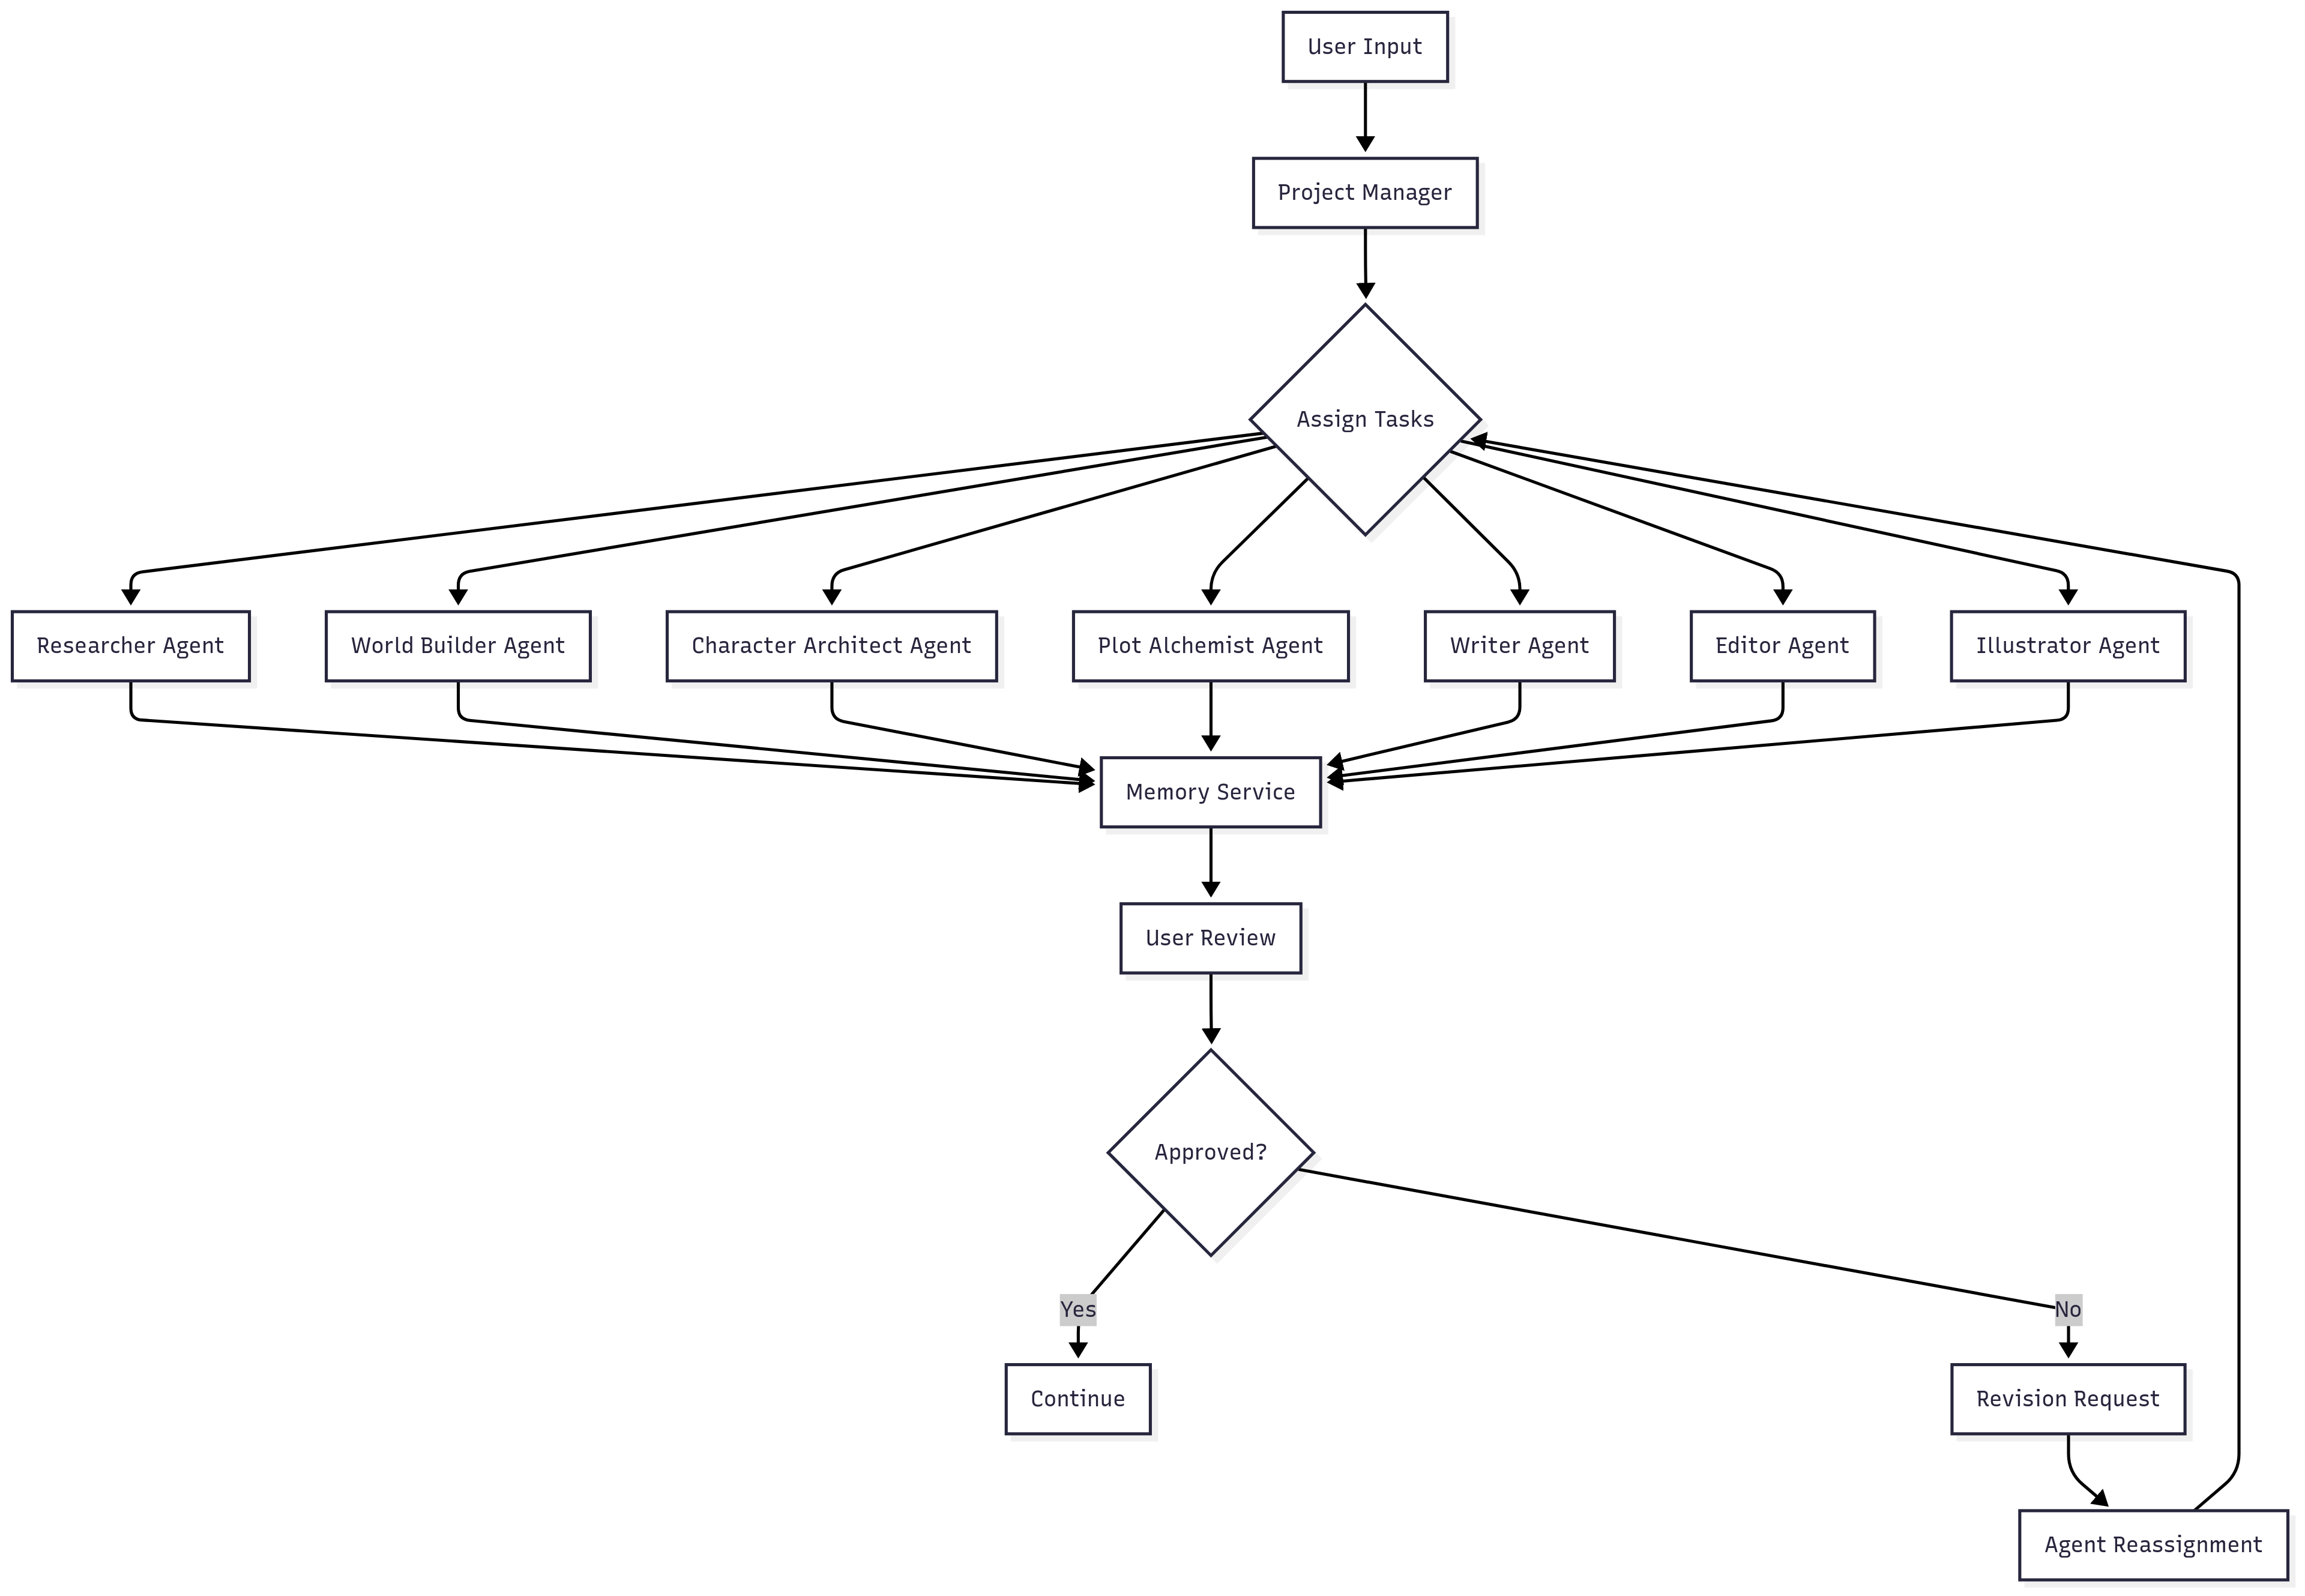 User Input
Project Manager
Assign Tasks
Researcher Agent
World Builder Agent
Character Architect Agent
Plot Alchemist Agent
Writer Agent
Editor Agent
Illustrator Agent
Memory Service
User Review
Approved?
Yes
No
Continue
Revision Request
Agent Reassignment